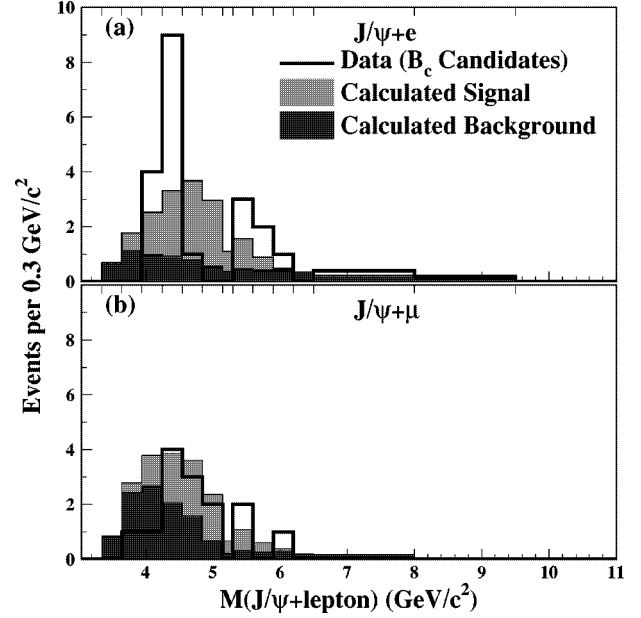 10
8
6
4
2
0
(a)
J/ψ+e
Data (B_c Candidates)
Calculated Signal
Calculated Background
Events per 0.3 GeV/c²
(b)
J/ψ+μ
8
6
4
2
0
4 5 6 7 8 9 10 11
M(J/ψ+lepton) (GeV/c²)